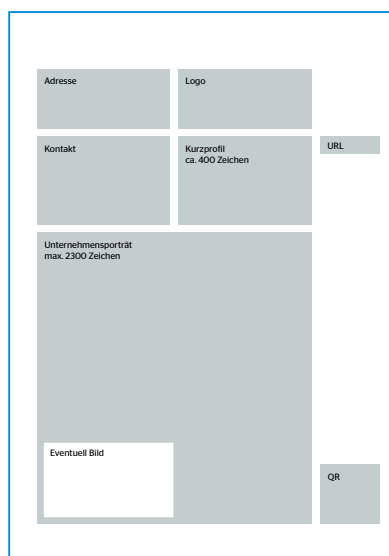 Adresse
Logo
Kontakt
Kurzprofil
ca. 400 Zeichen
URL
Unternehmensporträt
max. 2300 Zeichen
Eventuell Bild
QR